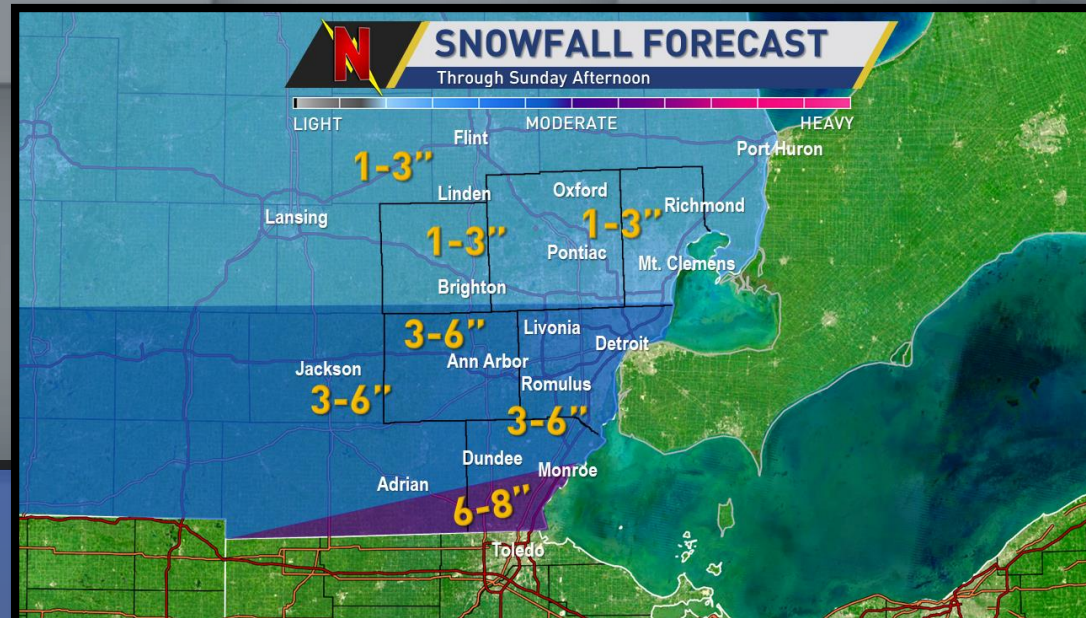 N
SNOWFALL FORECAST
Through Sunday Afternoon
LIGHT MODERATE HEAVY
Flint
Port Huron
1-3”
Linden
Oxford
Richmond
Lansing
1-3”
1-3”
Pontiac
Mt. Clemens
Brighton
3-6”
Livonia
Detroit
Ann Arbor
Jackson
Romulus
3-6”
3-6”
Dundee
Monroe
Adrian
6-8”
Toledo